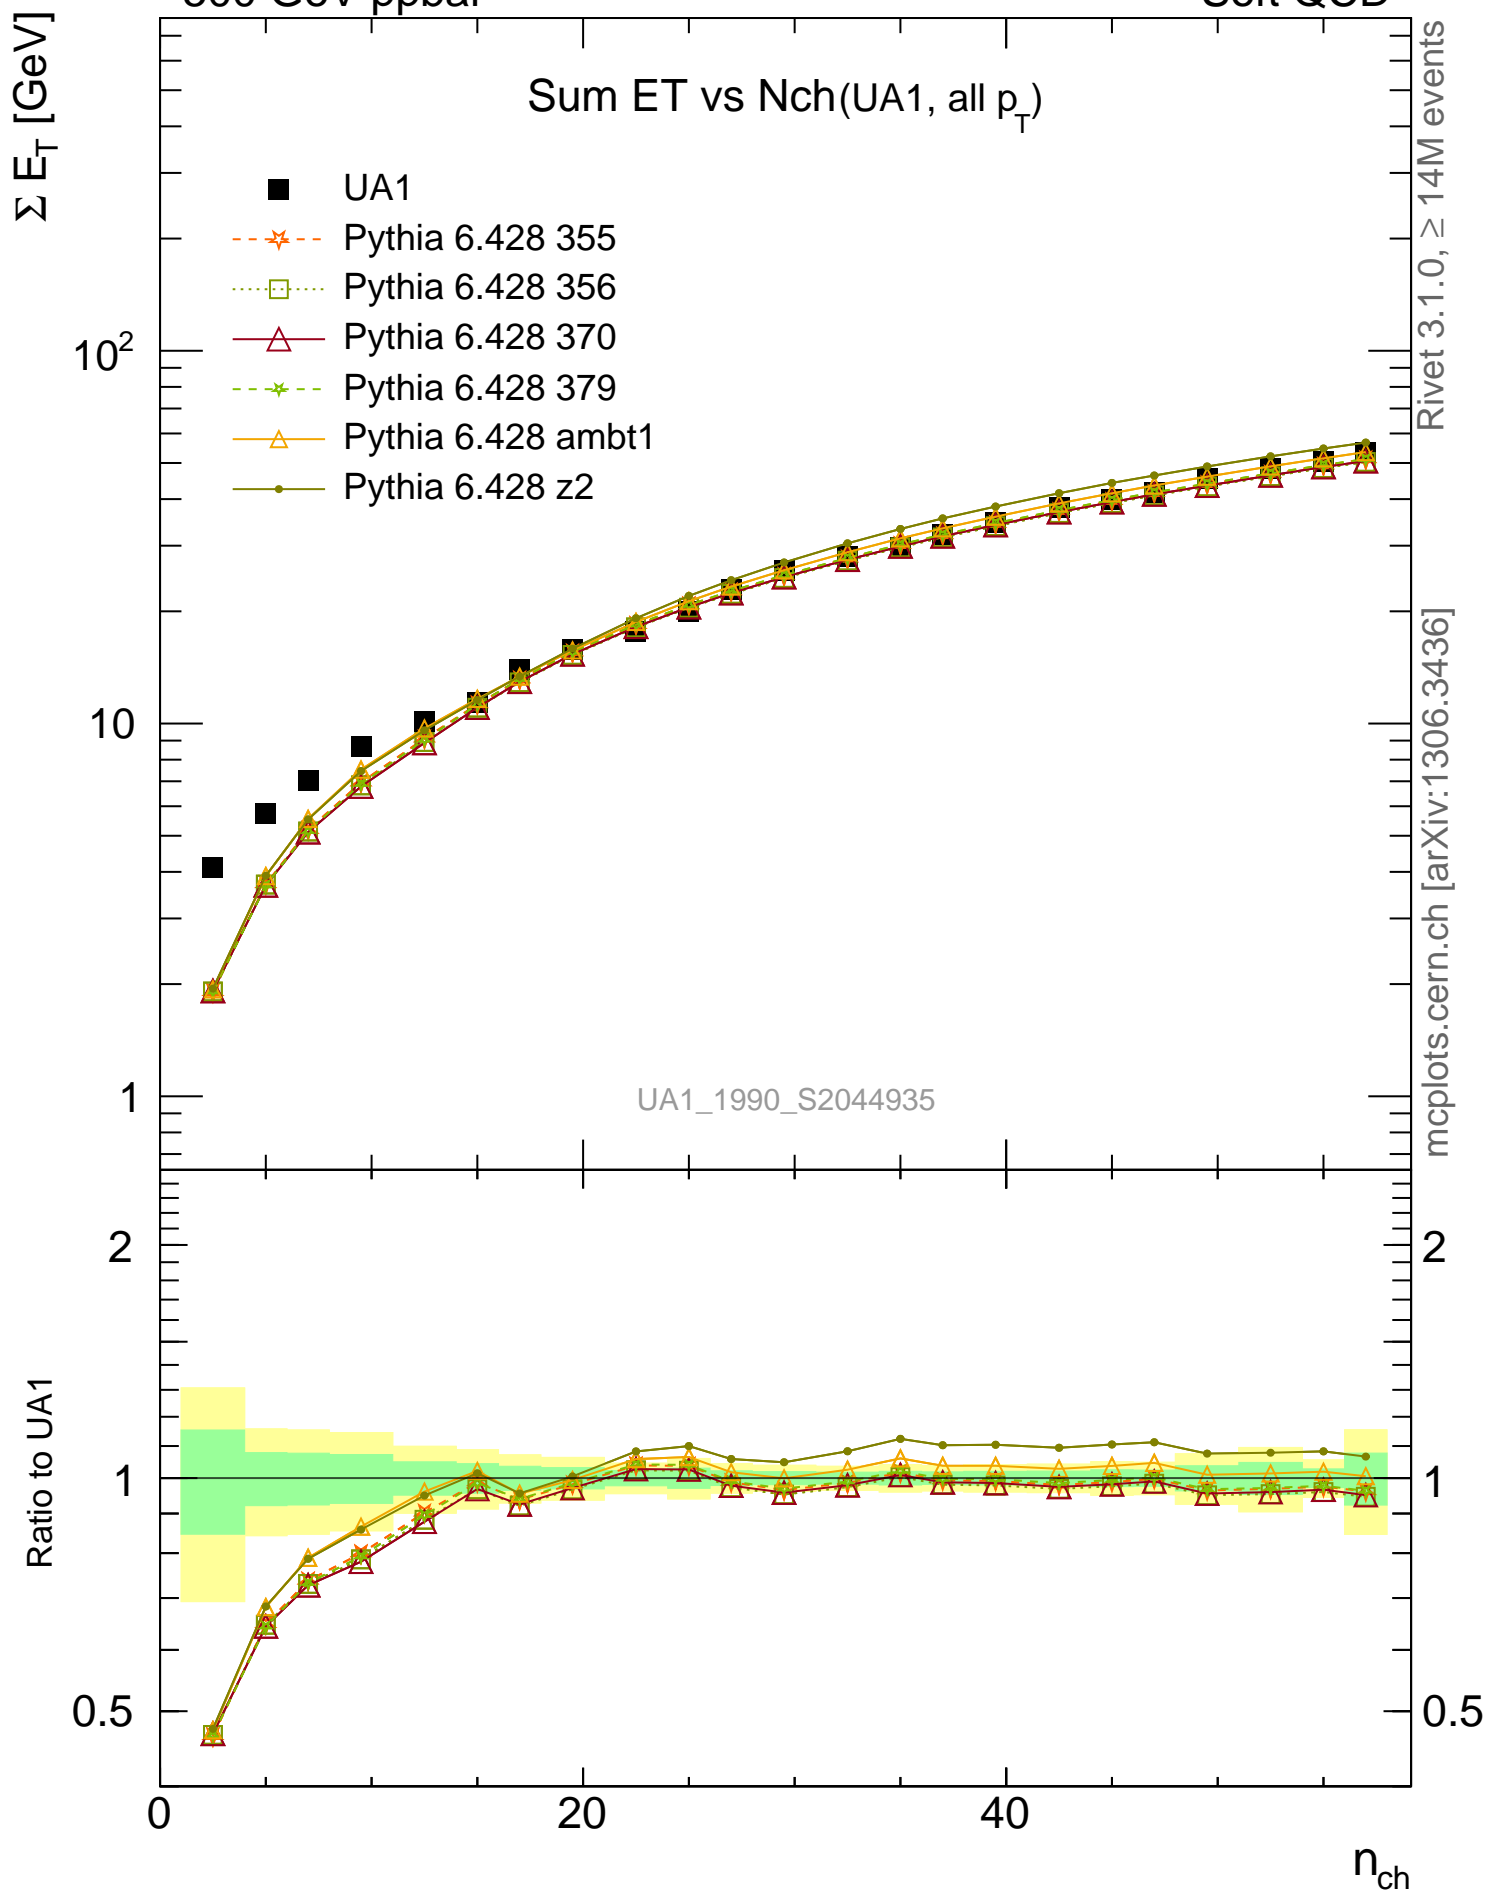 Σ E_T [GeV]
Sum ET vs Nch (UA1, all p_T)
UA1
Pythia 6.428 355
Pythia 6.428 356
Pythia 6.428 370
Pythia 6.428 379
Pythia 6.428 ambt1
Pythia 6.428 z2
10²
10
1
UA1_1990_S2044935
Rivet 3.1.0, ≥ 14M events
mcplots.cern.ch [arXiv:1306.3436]
Ratio to UA1
2
1
0.5
2
1
0.5
0
20
40
n_ch